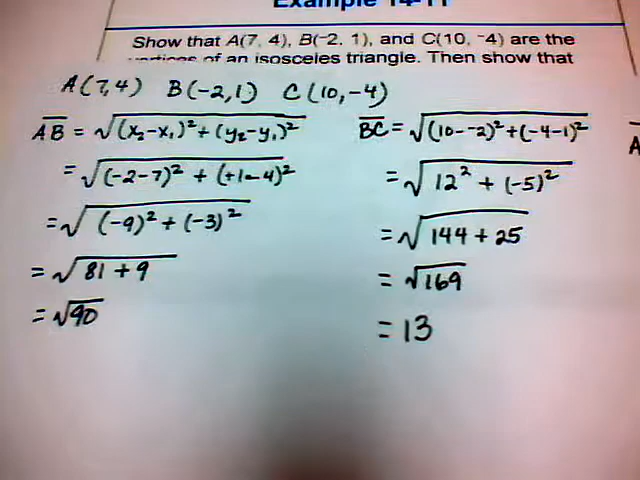 Example 14-11
Show that A(7, 4), B(⁻2, 1), and C(10, ⁻4) are the
vertices of an isosceles triangle. Then show that
A(7,4) B(-2,1) C(10,-4)
AB = √(x₂-x₁)²+(y₂-y₁)²
= √(-2-7)² + (+1-4)²
= √(-9)² + (-3)²
= √81 + 9
= √90
BC = √(10-⁻2)²+(-4-1)²
= √12² + (-5)²
= √144 + 25
= √169
= 13
A